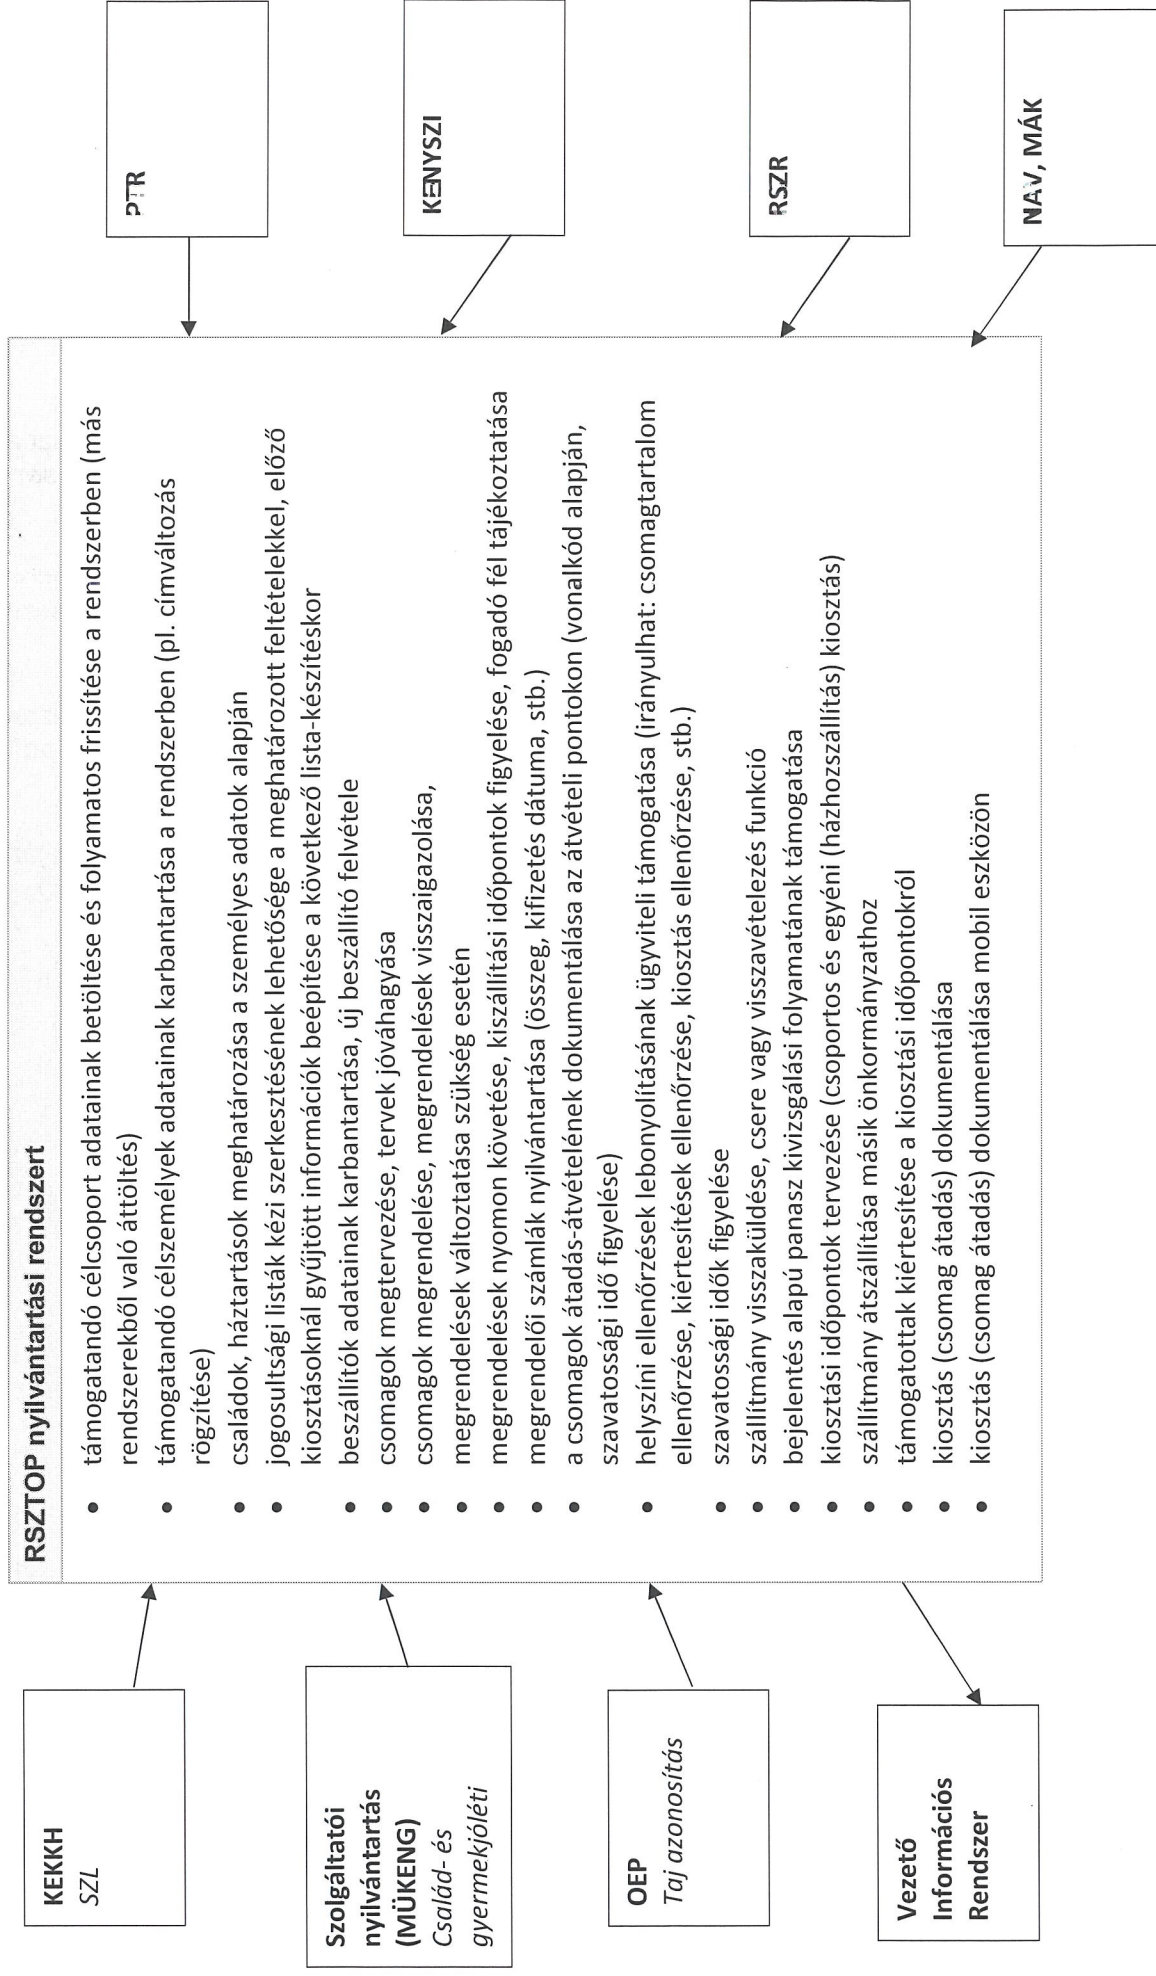 RSZTOP nyilvántartási rendszert
támogatandó célcsoport adatainak betöltése és folyamatos frissítése a rendszerben (más
rendszerekből való áttöltés)
támogatandó célszemélyek adatainak karbantartása a rendszerben (pl. címváltozás
rögzítése)
családok, háztartások meghatározása a személyes adatok alapján
jogosultsági listák kézi szerkesztésének lehetősége a meghatározott feltételekkel, előző
kiosztásoknál gyűjtött információk beépítése a következő lista-készítéskor
beszállítók adatainak karbantartása, új beszállító felvétele
csomagok megtervezése, tervek jóváhagyása
csomagok megrendelése, megrendelések visszaigazolása,
megrendelések változtatása szükség esetén
megrendelések nyomon követése, kiszállítási időpontok figyelése, fogadó fél tájékoztatása
megrendelői számlák nyilvántartása (összeg, kifizetés dátuma, stb.)
a csomagok átadás-átvételének dokumentálása az átvételi pontokon (vonalkód alapján,
szavatossági idő figyelése)
helyszíni ellenőrzések lebonyolításának ügyviteli támogatása (irányulhat: csomagtartalom
ellenőrzése, kiértesítések ellenőrzése, kiosztás ellenőrzése, stb.)
szavatossági idők figyelése
szállítmány visszaküldése, csere vagy visszavételezés funkció
bejelentés alapú panasz kivizsgálási folyamatának támogatása
kiosztási időpontok tervezése (csoportos és egyéni (házhozszállítás) kiosztás)
szállítmány átszállítása másik önkormányzathoz
támogatottak kiértesítése a kiosztási időpontokról
kiosztás (csomag átadás) dokumentálása
kiosztás (csomag átadás) dokumentálása mobil eszközön
KEKKH
SZL
Szolgáltatói
nyilvántartás
(MÜKENG)
Család- és
gyermekjóléti
OEP
Taj azonosítás
Vezető
Információs
Rendszer
PTR
KENYSZI
RSZR
NAV, MÁK